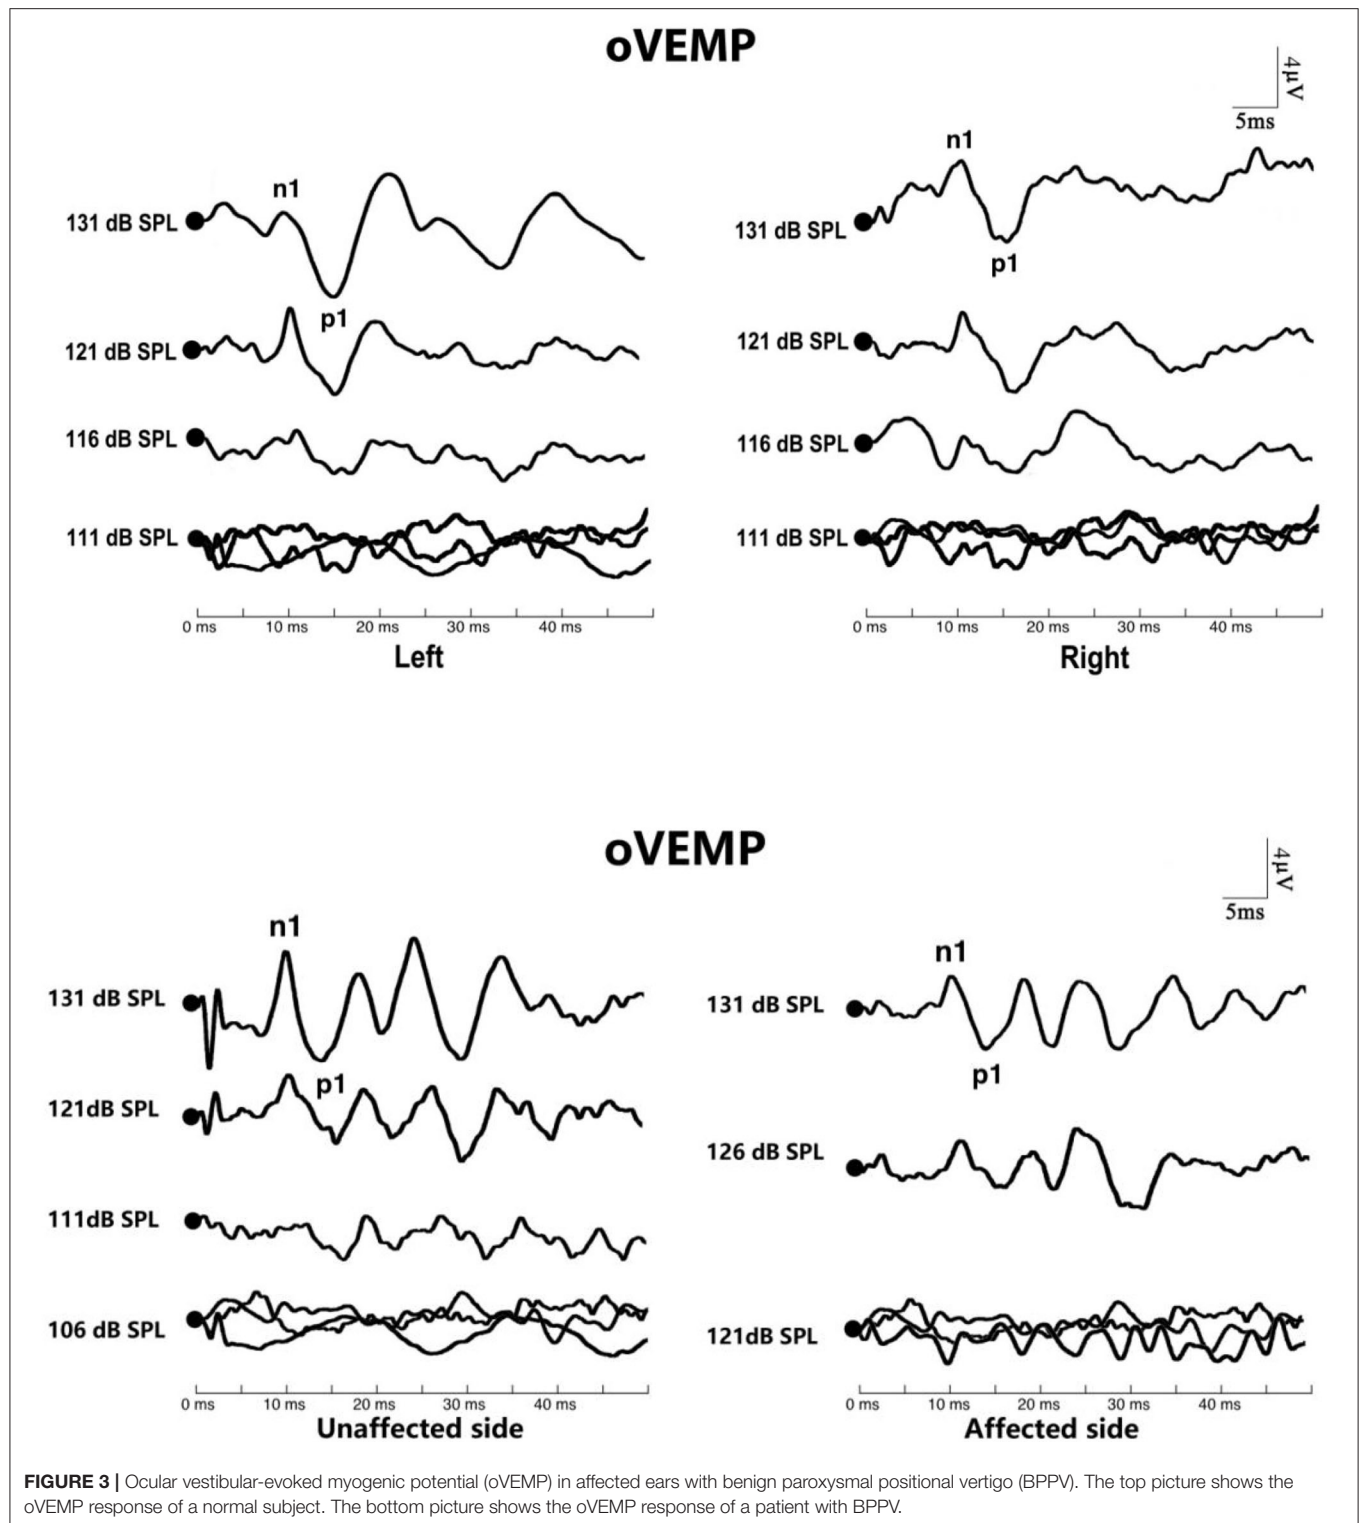 oVEMP
4μV
5ms
n1
n1
131 dB SPL
131 dB SPL
p1
p1
121 dB SPL
121 dB SPL
116 dB SPL
116 dB SPL
111 dB SPL
111 dB SPL
0 ms 10 ms 20 ms 30 ms 40 ms
0 ms 10 ms 20 ms 30 ms 40 ms
Left
Right
oVEMP
4μV
5ms
n1
n1
131 dB SPL
131 dB SPL
p1
p1
121dB SPL
126 dB SPL
111dB SPL
106 dB SPL
121dB SPL
0 ms 10 ms 20 ms 30 ms 40 ms
0 ms 10 ms 20 ms 30 ms 40 ms
Unaffected side
Affected side
FIGURE 3 | Ocular vestibular-evoked myogenic potential (oVEMP) in affected ears with benign paroxysmal positional vertigo (BPPV). The top picture shows the
oVEMP response of a normal subject. The bottom picture shows the oVEMP response of a patient with BPPV.